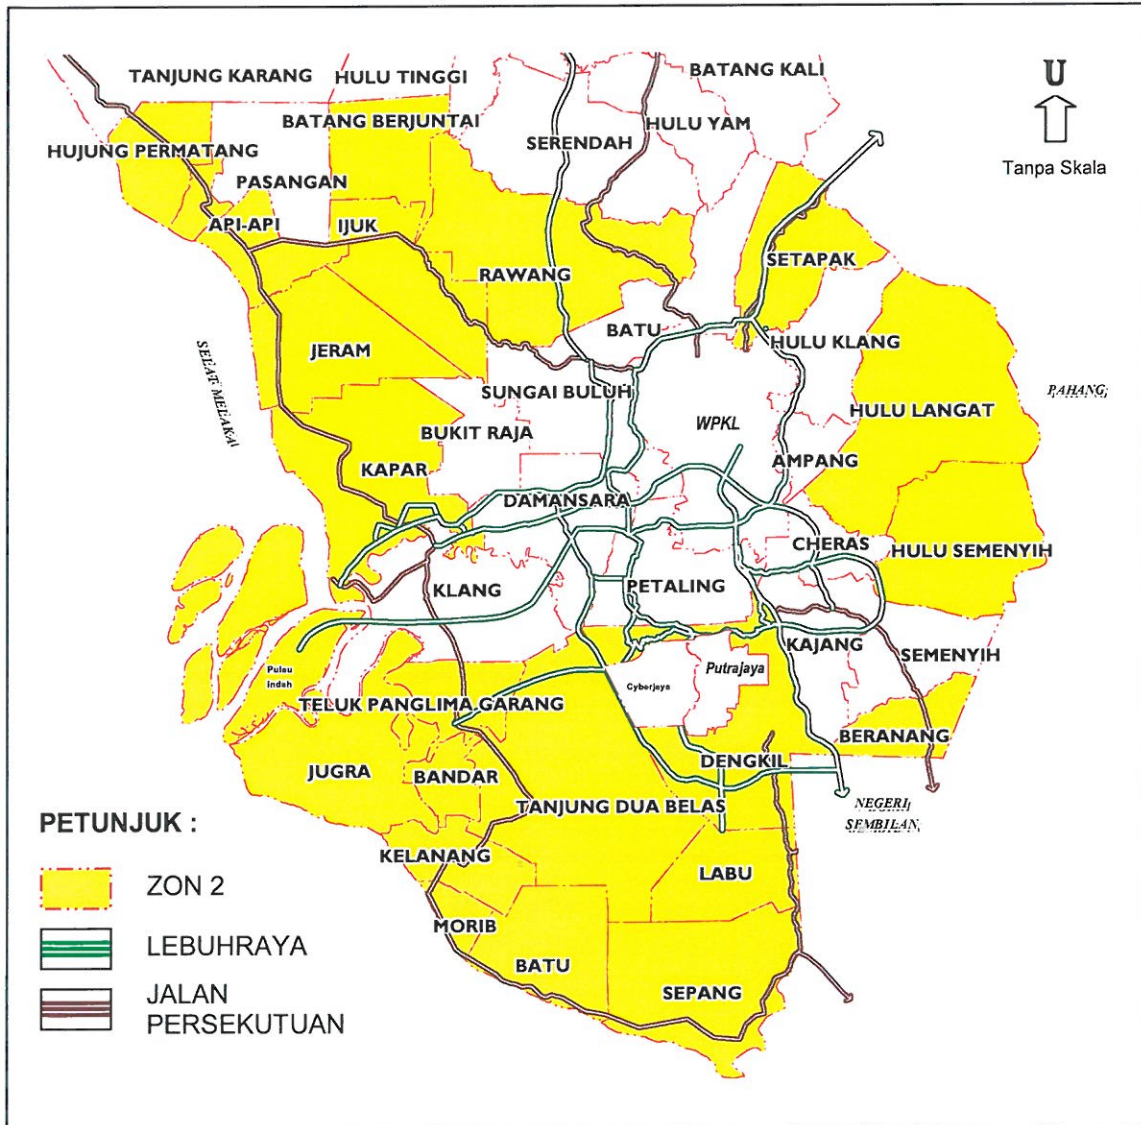 TANJUNG KARANG
HULU TINGGI
BATANG KALI
U
BATANG BERJUNTAI
HULU YAM
SERENDAH
Tanpa Skala
HUJUNG PERMATANG
PASANGAN
API-API
IJUK
SETAPAK
RAWANG
BATU
HULU KLANG
JERAM
SELAT MELAKA
SUNGAI BULUH
PAHANG
HULU LANGAT
WPKL
BUKIT RAJA
AMPANG
KAPAR
DAMANSARA
CHERAS
HULU SEMENYIH
KLANG
PETALING
KAJANG
SEMENYIH
Pulau
Indah
Putrajaya
Cyberjaya
TELUK PANGLIMA GARANG
BERANANG
DENGKIL
JUGRA
BANDAR
TANJUNG DUA BELAS
NEGERI
SEMBILAN
PETUNJUK :
KELANANG
LABU
ZON 2
MORIB
LEBUHRAYA
BATU
SEPANG
JALAN
PERSEKUTUAN